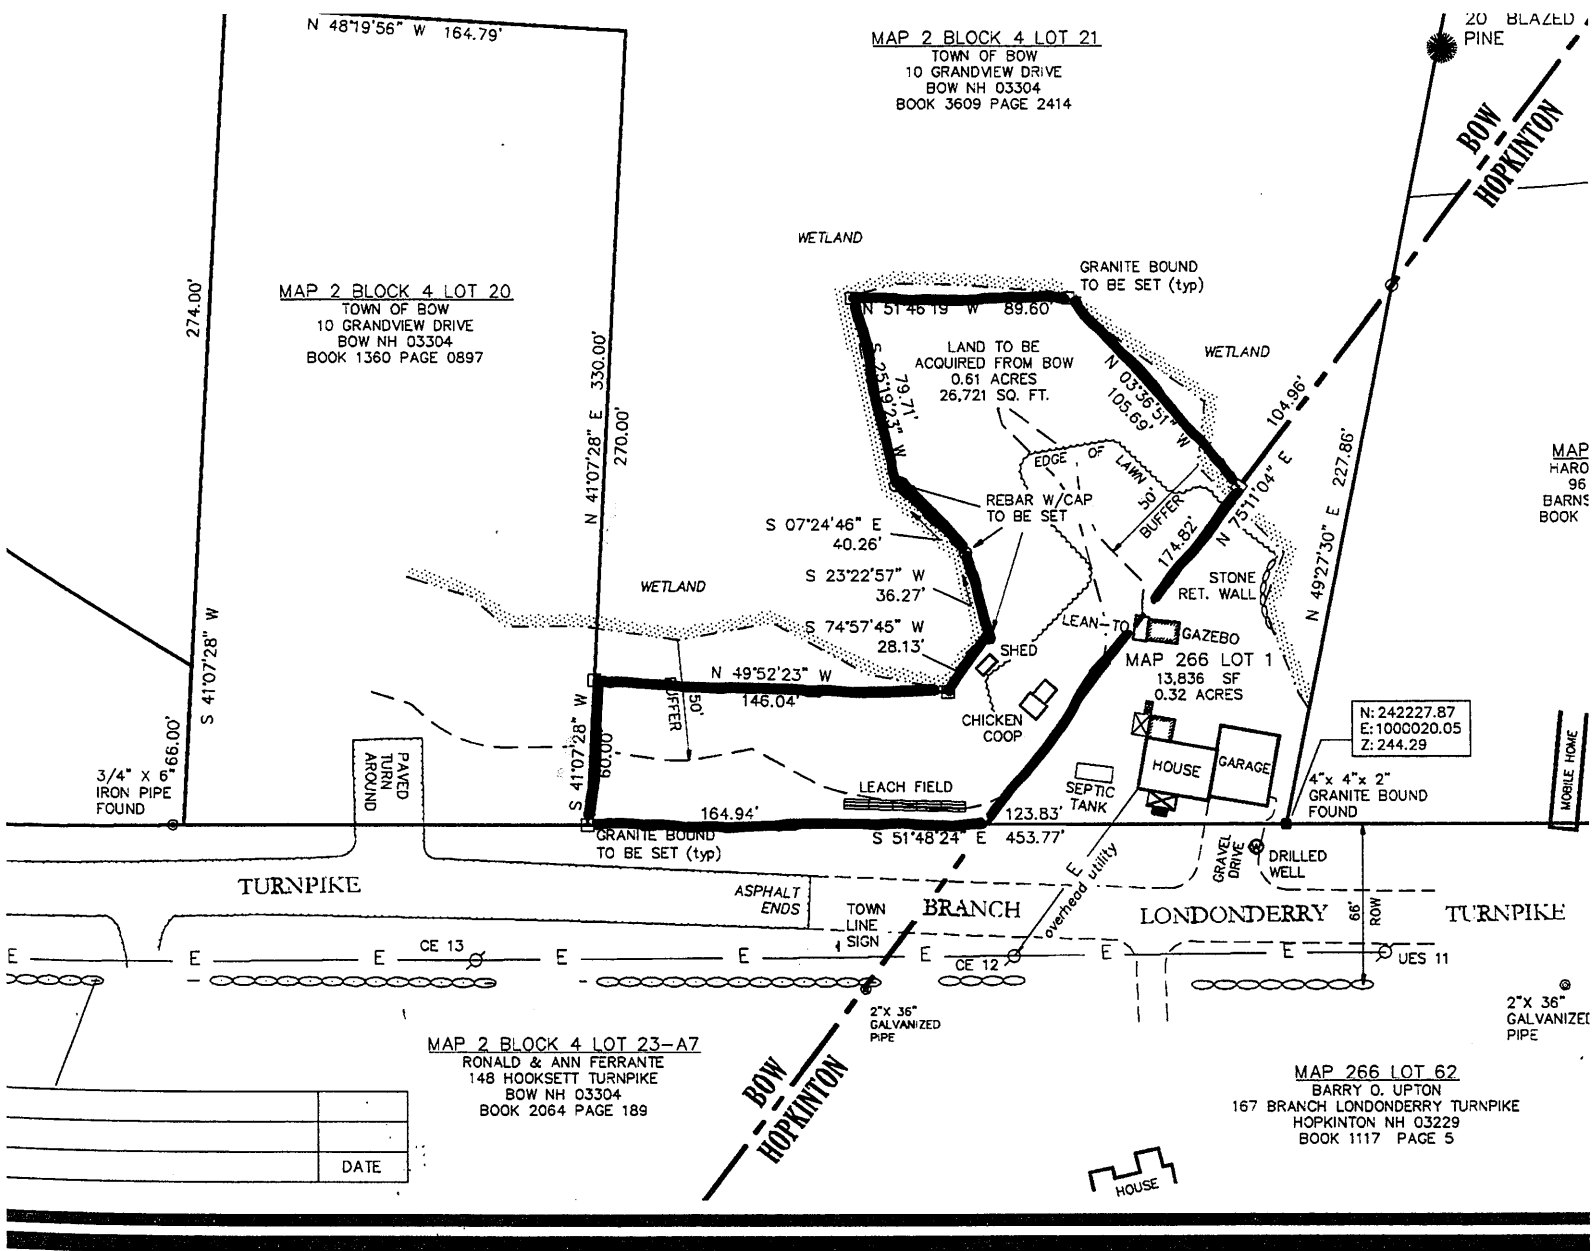 N 48°19'56" W 164.79'
MAP 2 BLOCK 4 LOT 21
TOWN OF BOW
10 GRANDVIEW DRIVE
BOW NH 03304
BOOK 3609 PAGE 2414
20" BLAZED
PINE
BOW
HOPKINTON
WETLAND
GRANITE BOUND
TO BE SET (typ)
274.00'
MAP 2 BLOCK 4 LOT 20
TOWN OF BOW
10 GRANDVIEW DRIVE
BOW NH 03304
BOOK 1360 PAGE 0897
N 41°07'28" E 330.00'
270.00'
N 51°46'19" W 89.60'
S 25°19'23" W
79.71'
LAND TO BE
ACQUIRED FROM BOW
0.61 ACRES
26,721 SQ. FT.
N 03°36'51" W
105.69'
WETLAND
104.96'
N 75°11'04" E
174.82'
N 49°27'30" E 227.86'
MAP
HARO
96
BARNS
BOOK
EDGE OF LAWN
50'
BUFFER
REBAR W/CAP
TO BE SET
S 07°24'46" E
40.26'
S 23°22'57" W
36.27'
S 74°57'45" W
28.13'
WETLAND
STONE
RET. WALL
LEAN-TO
GAZEBO
SHED
MAP 266 LOT 1
13,836 SF
0.32 ACRES
N 49°52'23" W
146.04'
50'
BUFFER
CHICKEN
COOP
S 41°07'28" W
66.00'
S 41°07'28" W
60.00'
N: 242227.87
E: 1000020.05
Z: 244.29
3/4" X 6"
IRON PIPE
FOUND
PAVED
TURN
AROUND
LEACH FIELD
SEPTIC
TANK
HOUSE
GARAGE
4"x 4"x 2"
GRANITE BOUND
FOUND
MOBILE HOME
164.94'
123.83'
S 51°48'24" E 453.77'
GRANITE BOUND
TO BE SET (typ)
GRAVEL
DRIVE
W
DRILLED
WELL
E
overhead utility
TURNPIKE
ASPHALT
ENDS
TOWN
LINE
SIGN
BRANCH
LONDONDERRY
66'
ROW
TURNPIKE
E E E CE 13 E E E CE 12 E E UES 11
2"X 36"
GALVANIZED
PIPE
2"X 36"
GALVANIZED
PIPE
MAP 2 BLOCK 4 LOT 23-A7
RONALD & ANN FERRANTE
148 HOOKSETT TURNPIKE
BOW NH 03304
BOOK 2064 PAGE 189
BOW
HOPKINTON
MAP 266 LOT 62
BARRY O. UPTON
167 BRANCH LONDONDERRY TURNPIKE
HOPKINTON NH 03229
BOOK 1117 PAGE 5
DATE
HOUSE